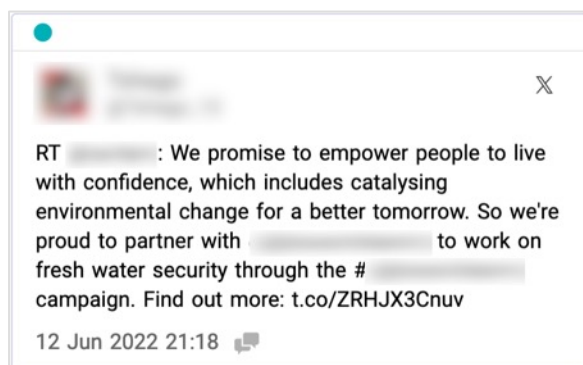 RT : We promise to empower people to live
with confidence, which includes catalysing
environmental change for a better tomorrow. So we're
proud to partner with to work on
fresh water security through the #
campaign. Find out more: t.co/ZRHJX3Cnuv
12 Jun 2022 21:18